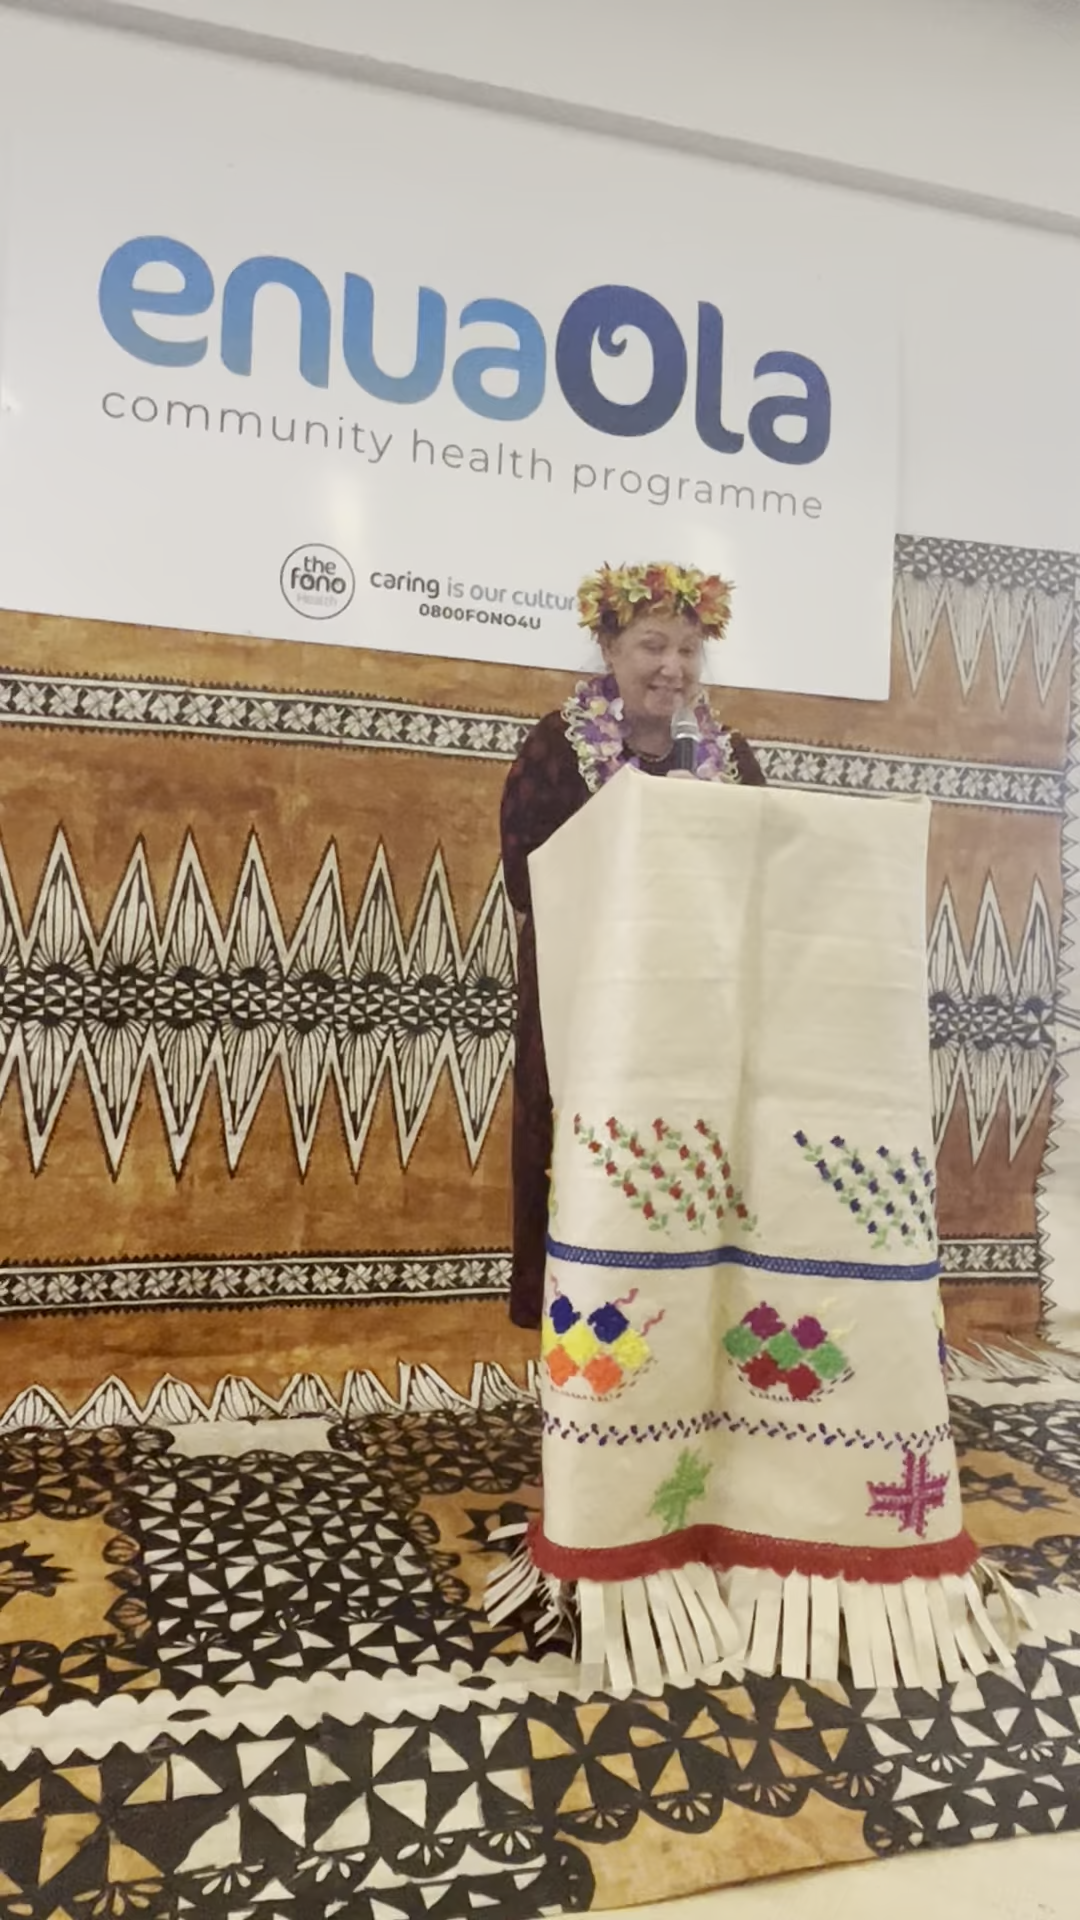 enuaOla
community health programme
the
fono
Health
caring is our cultur
0800FONO4U